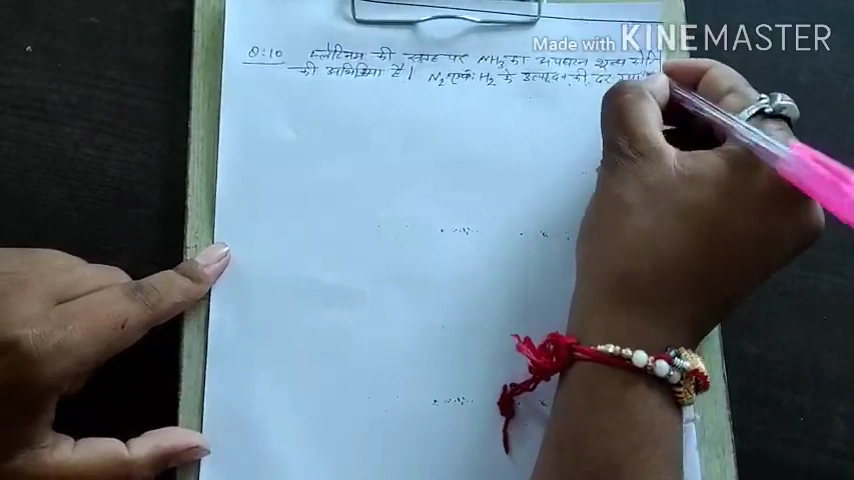 Made with KINEMASTER
Q:10 प्लेटिनम की सतह पर NH3 का अपघटन शून्य कोटि
की अभिक्रिया है। N2 एवं H2 के उत्पादन की दर क्या